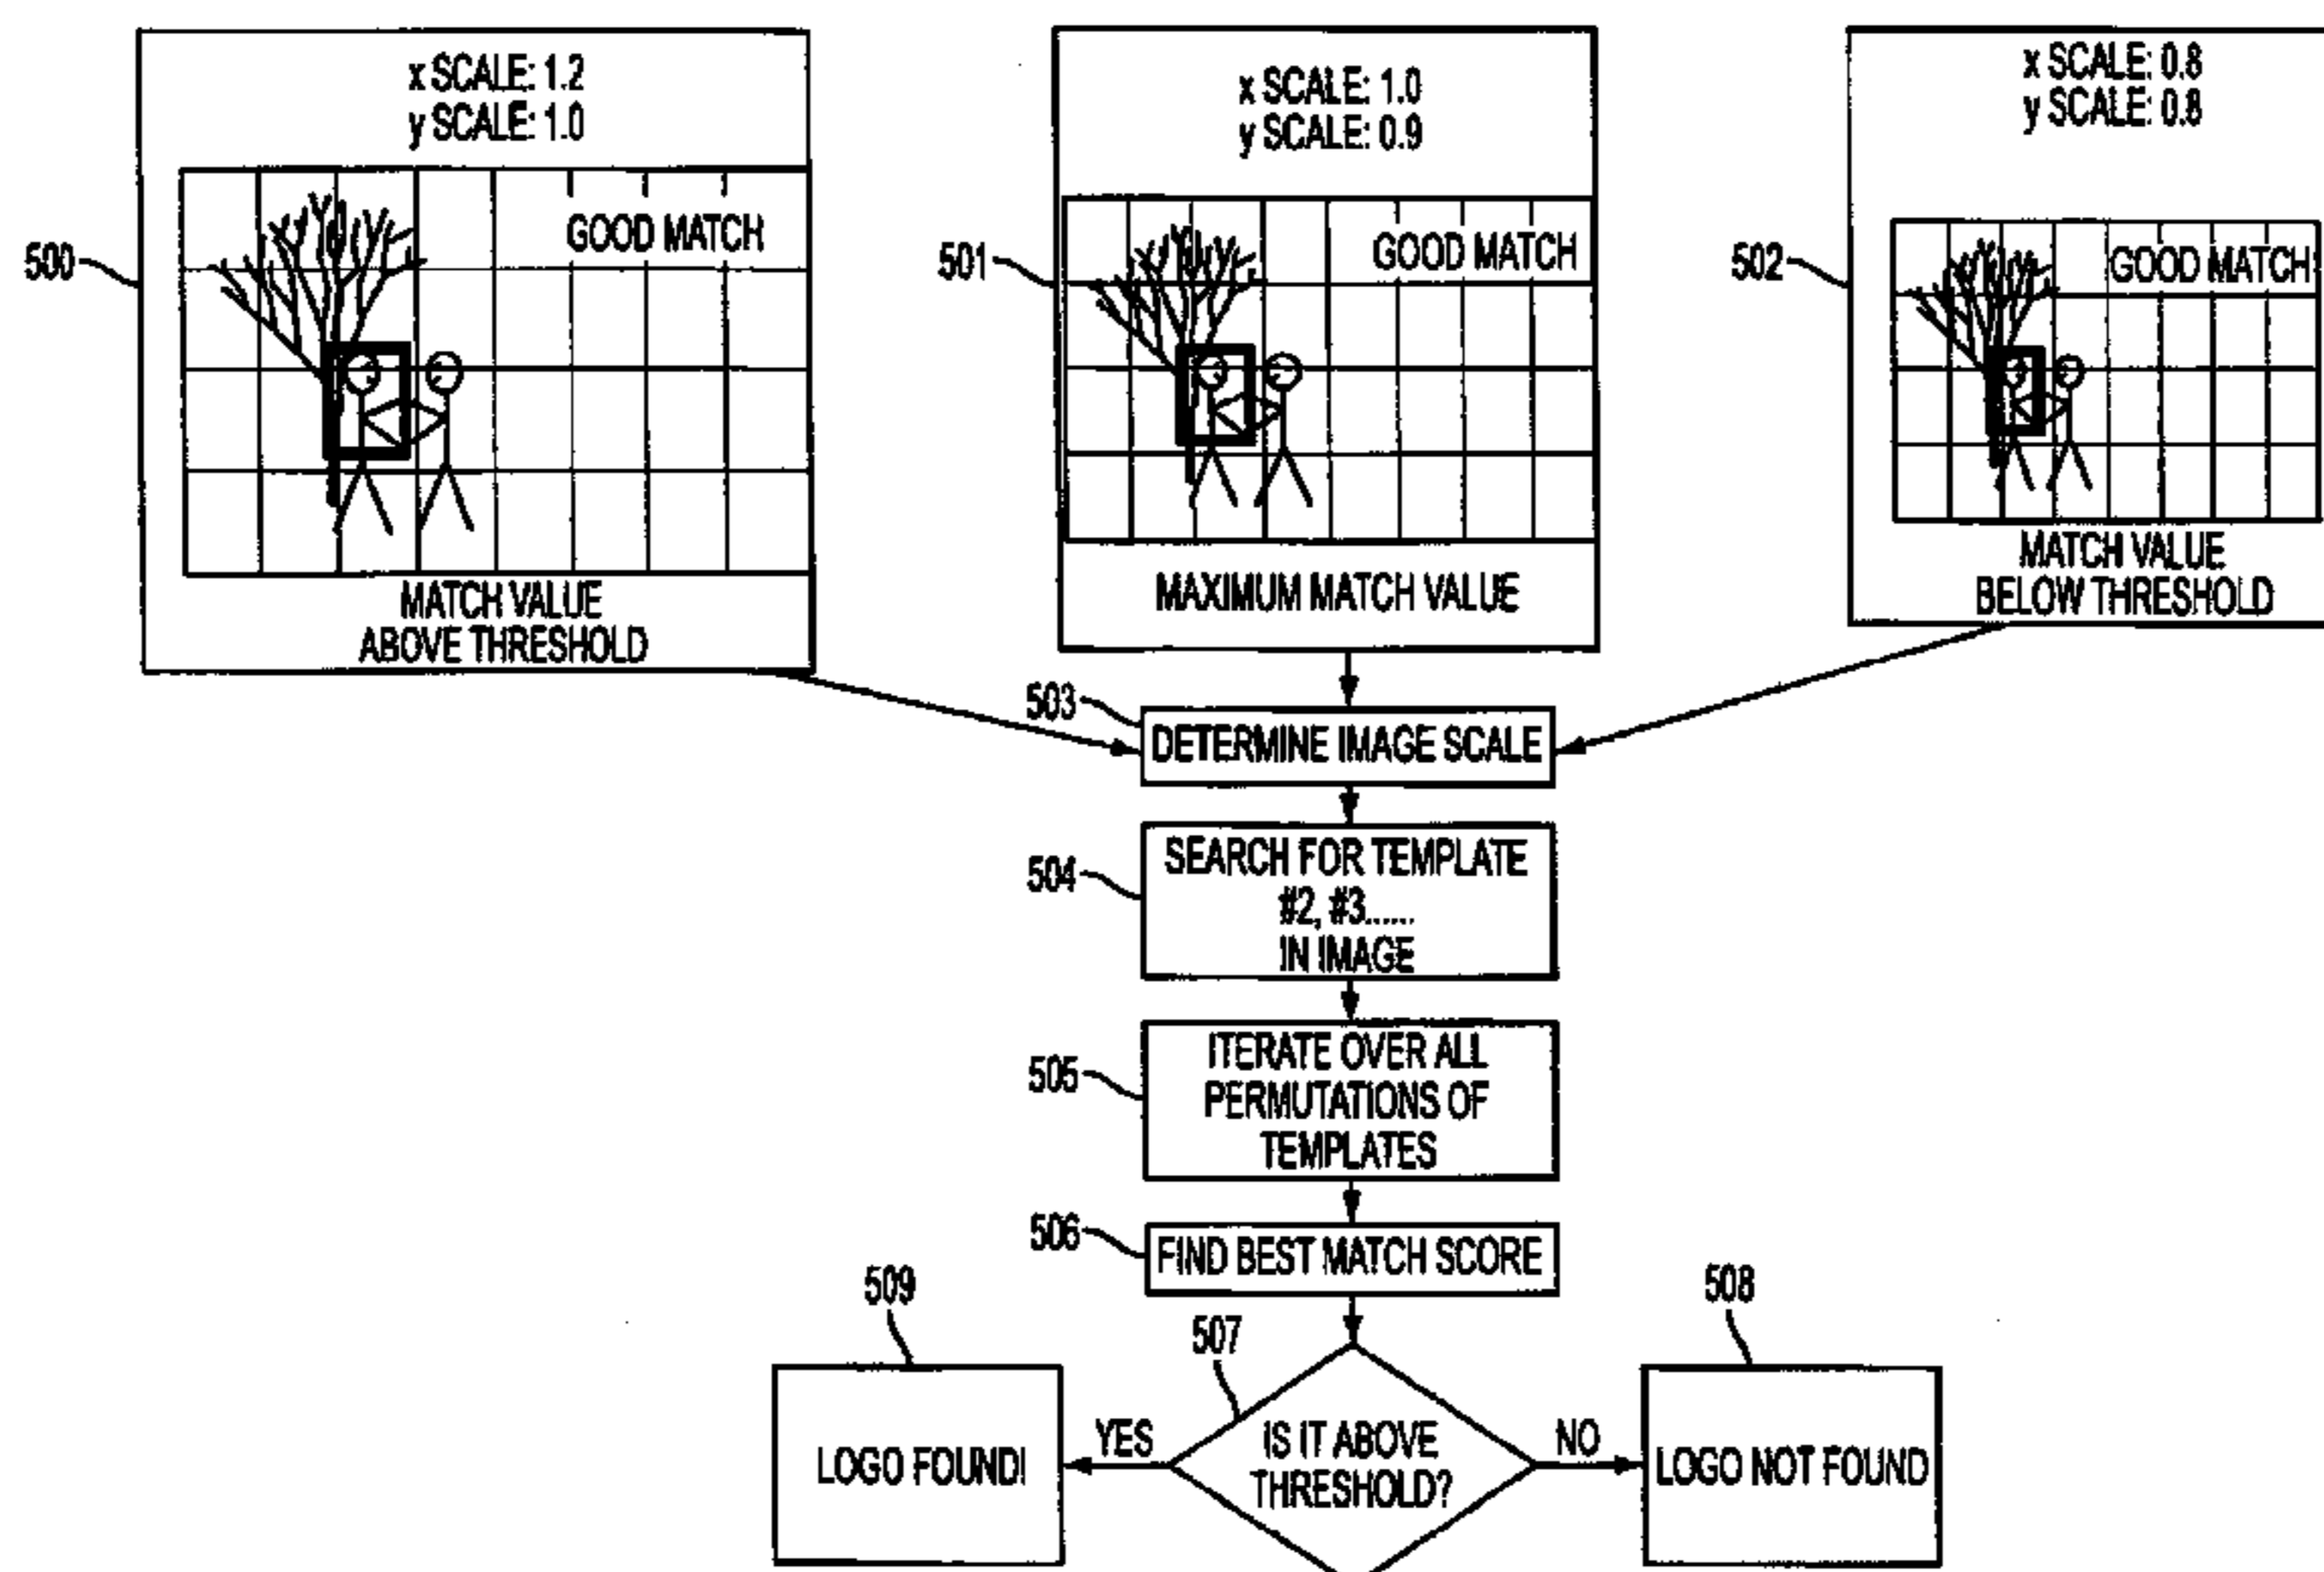 x SCALE: 1.2
y SCALE: 1.0
500
GOOD MATCH
MATCH VALUE
ABOVE THRESHOLD
x SCALE: 1.0
y SCALE: 0.9
501
GOOD MATCH
MAXIMUM MATCH VALUE
x SCALE: 0.8
y SCALE: 0.8
502
GOOD MATCH
MATCH VALUE
BELOW THRESHOLD
503
DETERMINE IMAGE SCALE
504
SEARCH FOR TEMPLATE
#2, #3......
IN IMAGE
505
ITERATE OVER ALL
PERMUTATIONS OF
TEMPLATES
506
FIND BEST MATCH SCORE
507
IS IT ABOVE
THRESHOLD?
YES
NO
509
LOGO FOUND!
508
LOGO NOT FOUND